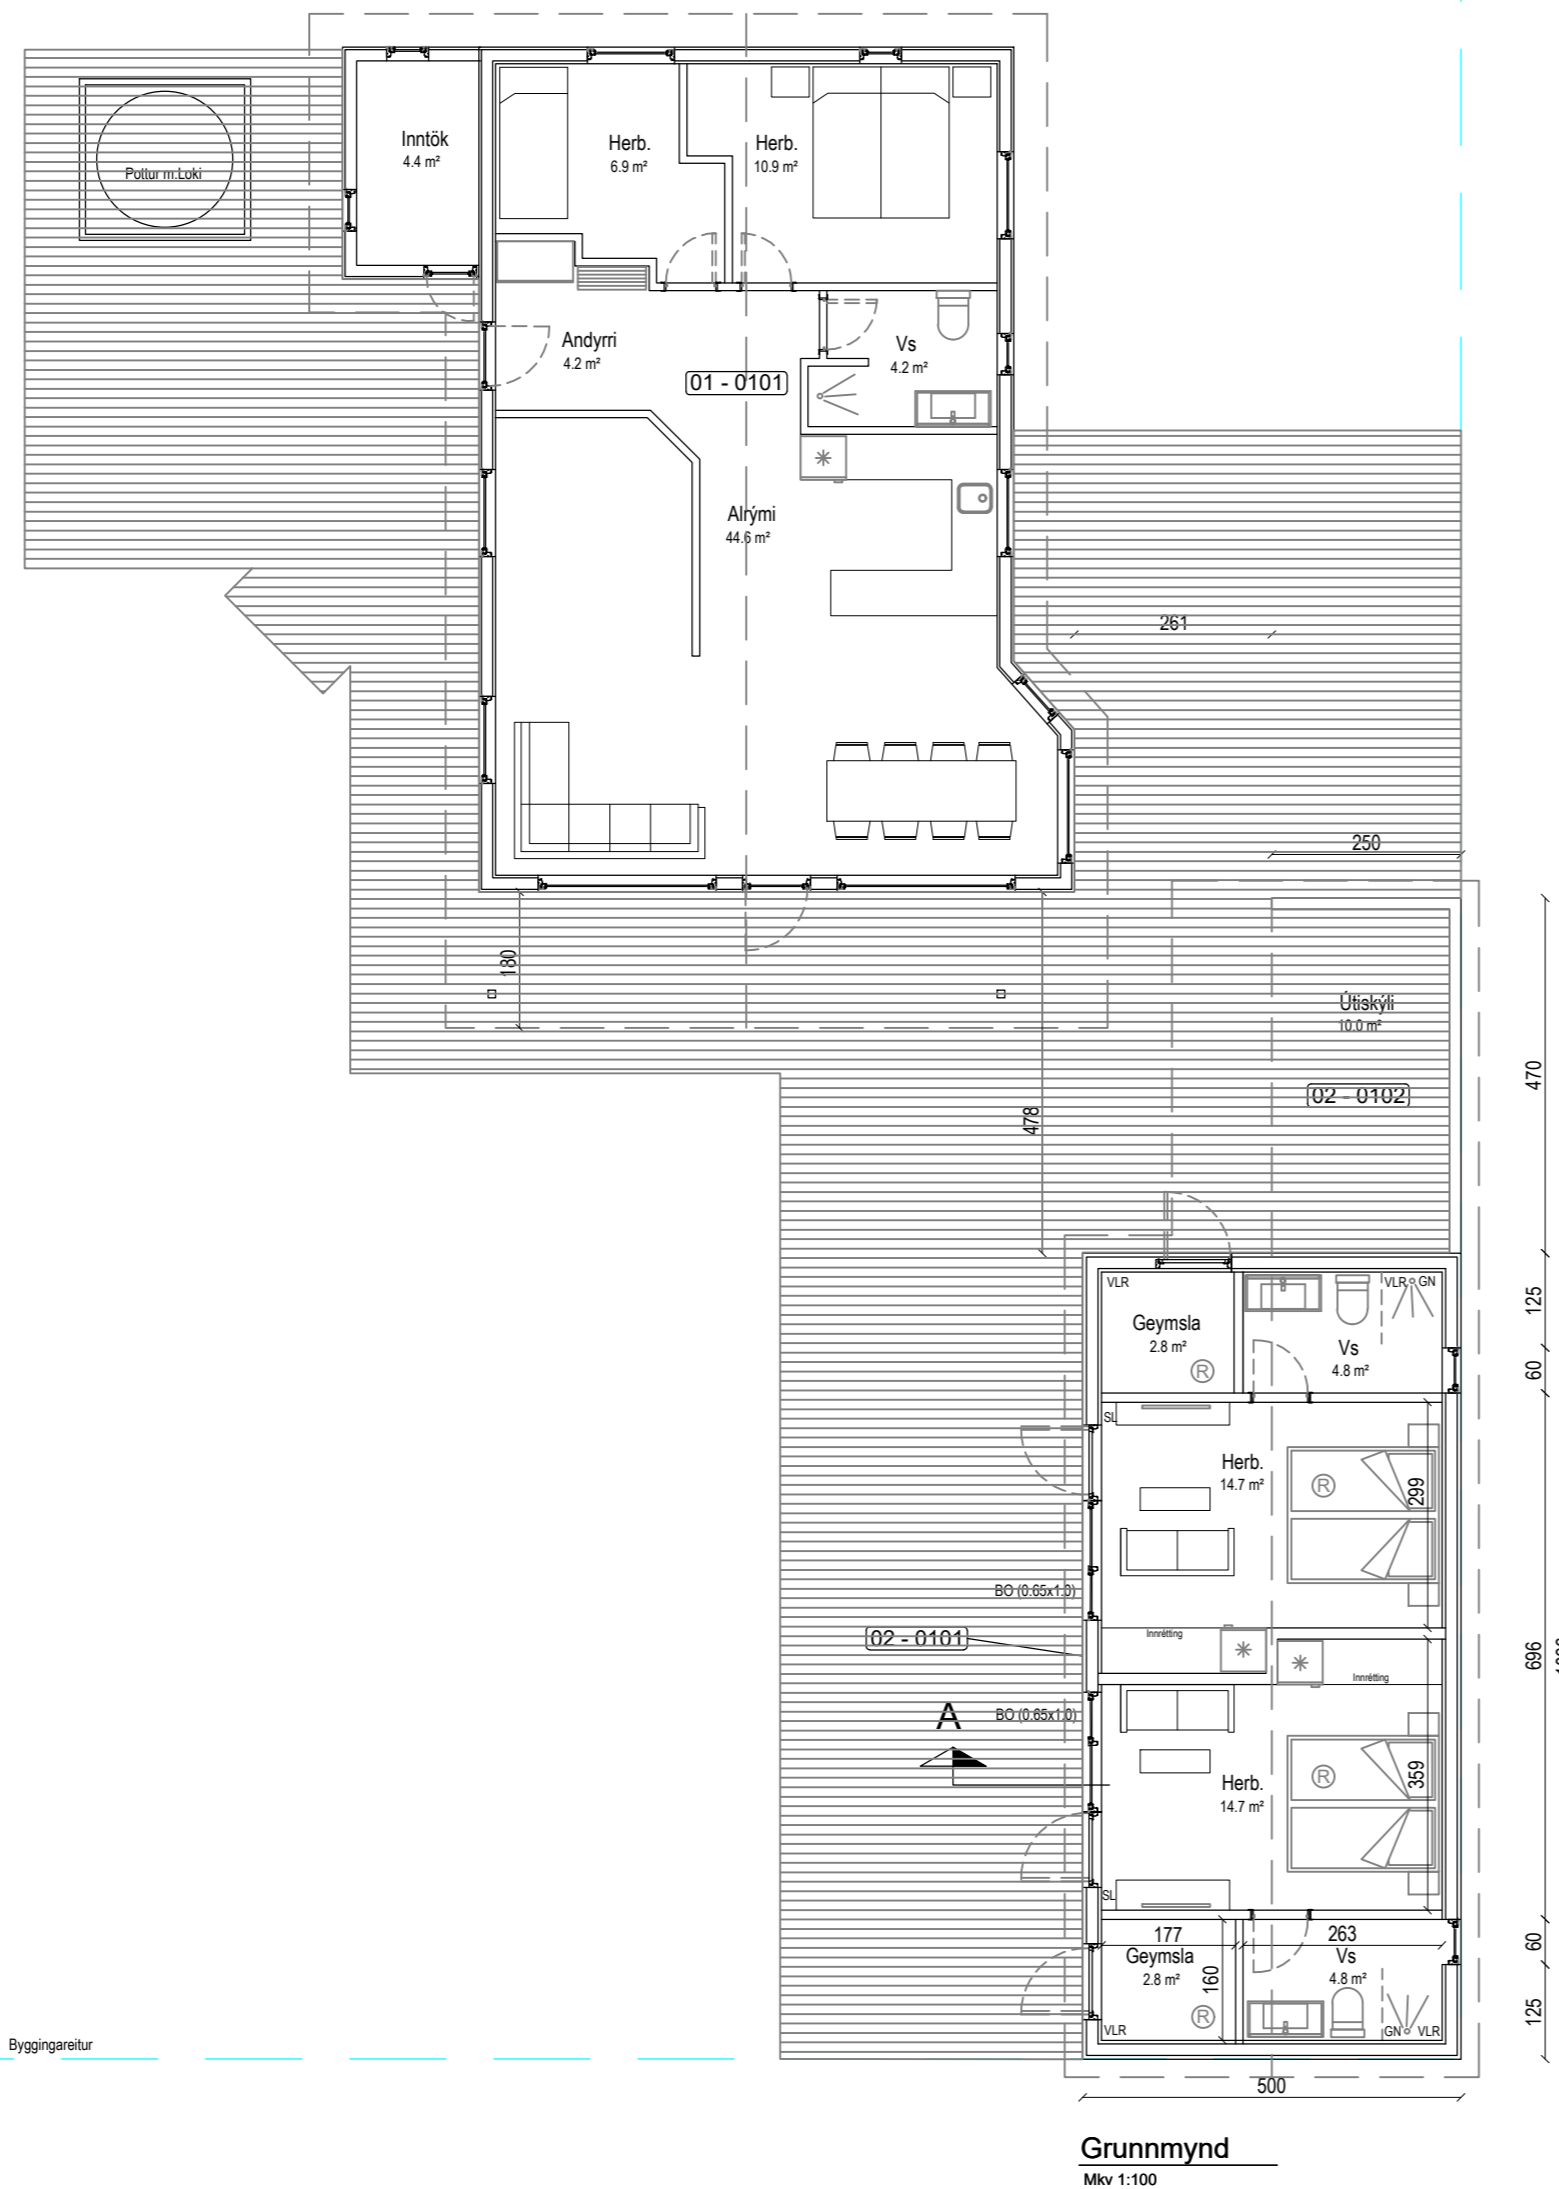 Inntök
4.4 m²
Pottur m.Loki
Herb.
6.9 m²
Herb.
10.9 m²
Andyrri
4.2 m²
Vs
4.2 m²
01 - 0101
Alrými
44.6 m²
261
250
180
478
470
Útiskýli
10.0 m²
02 - 0102
VLR
Geymsla
2.8 m²
R
VLR
GN
Vs
4.8 m²
125
60
SL
Herb.
14.7 m²
R
299
BO (0.65x1.0)
Innrétting
02 - 0101
696
Innrétting
A
BO (0.65x1.0)
Herb.
14.7 m²
R
359
SL
177
263
Geymsla
2.8 m²
160
Vs
4.8 m²
R
VLR
GN
VLR
60
125
Byggingareitur
500
Grunnmynd
Mkv 1:100